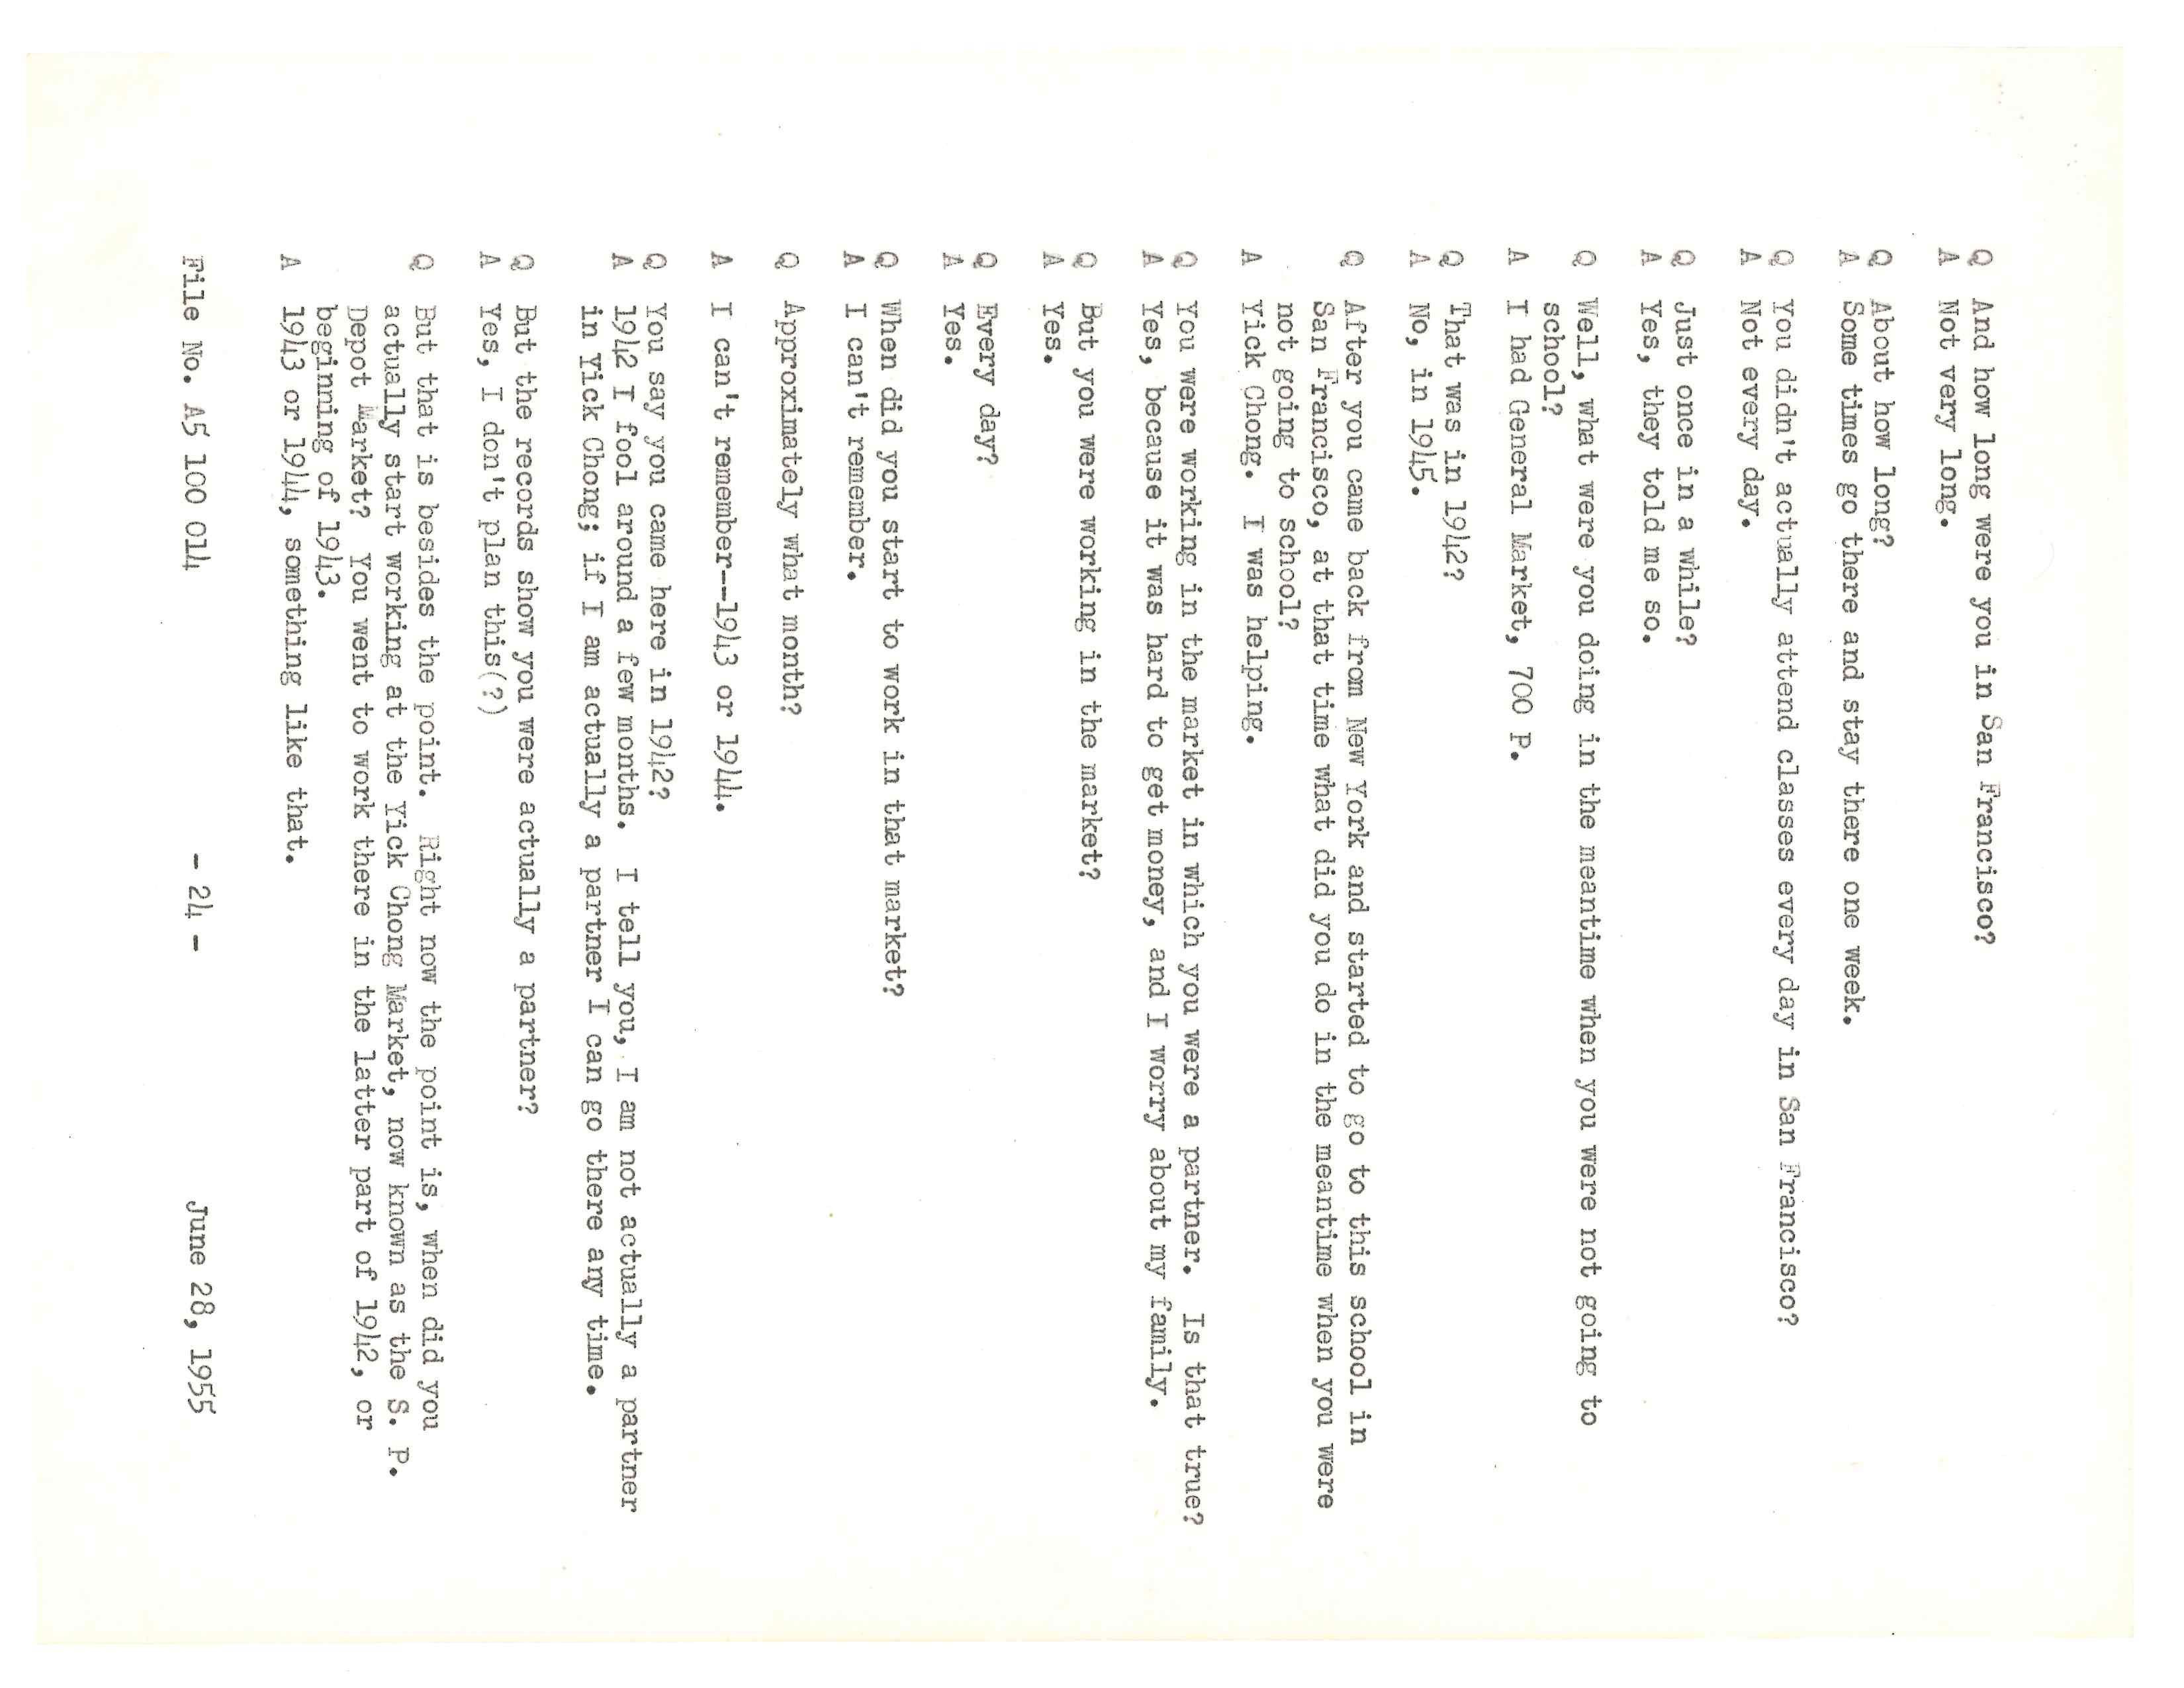 Q And how long were you in San Francisco?
A Not very long.
Q About how long?
A Some times go there and stay there one week.
Q You didn't actually attend classes every day in San Francisco?
A Not every day.
Q Just once in a while?
A Yes, they told me so.
Q Well, what were you doing in the meantime when you were not going to
school?
A I had General Market, 700 P.
Q That was in 1942?
A No, in 1945.
Q After you came back from New York and started to go to this school in
San Francisco, at that time what did you do in the meantime when you were
not going to school?
A Yick Chong. I was helping.
Q You were working in the market in which you were a partner. Is that true?
A Yes, because it was hard to get money, and I worry about my family.
Q But you were working in the market?
A Yes.
Q Every day?
A Yes.
Q When did you start to work in that market?
A I can't remember.
Q Approximately what month?
A I can't remember--1943 or 1944.
Q You say you came here in 1942?
A 1942 I fool around a few months. I tell you, I am not actually a partner
in Yick Chong; if I am actually a partner I can go there any time.
Q But the records show you were actually a partner?
A Yes, I don't plan this(?)
Q But that is besides the point. Right now the point is, when did you
actually start working at the Yick Chong Market, now known as the S. P.
Depot Market? You went to work there in the latter part of 1942, or
beginning of 1943.
A 1943 or 1944, something like that.
File No. A5 100 014 - 24 - June 28, 1955